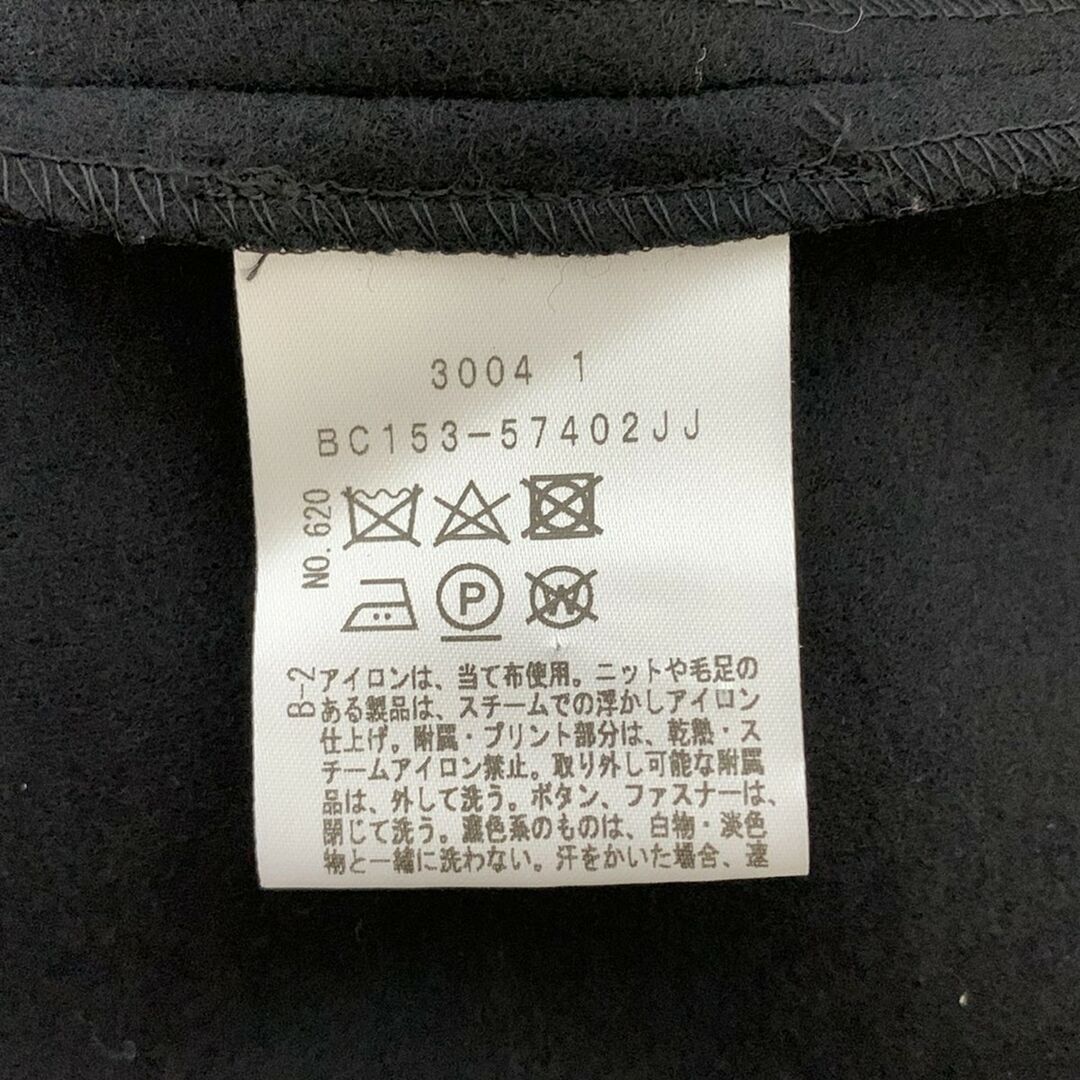 3004 1
BC153-57402JJ
NO. 620
P
W
B-2
アイロンは、当て布使用。ニットや毛足の
ある製品は、スチームでの浮かしアイロン
仕上げ。附属・プリント部分は、乾熱・ス
チームアイロン禁止。取り外し可能な附属
品は、外して洗う。ボタン、ファスナーは、
閉じて洗う。濃色系のものは、白物・淡色
物と一緒に洗わない。汗をかいた場合、速